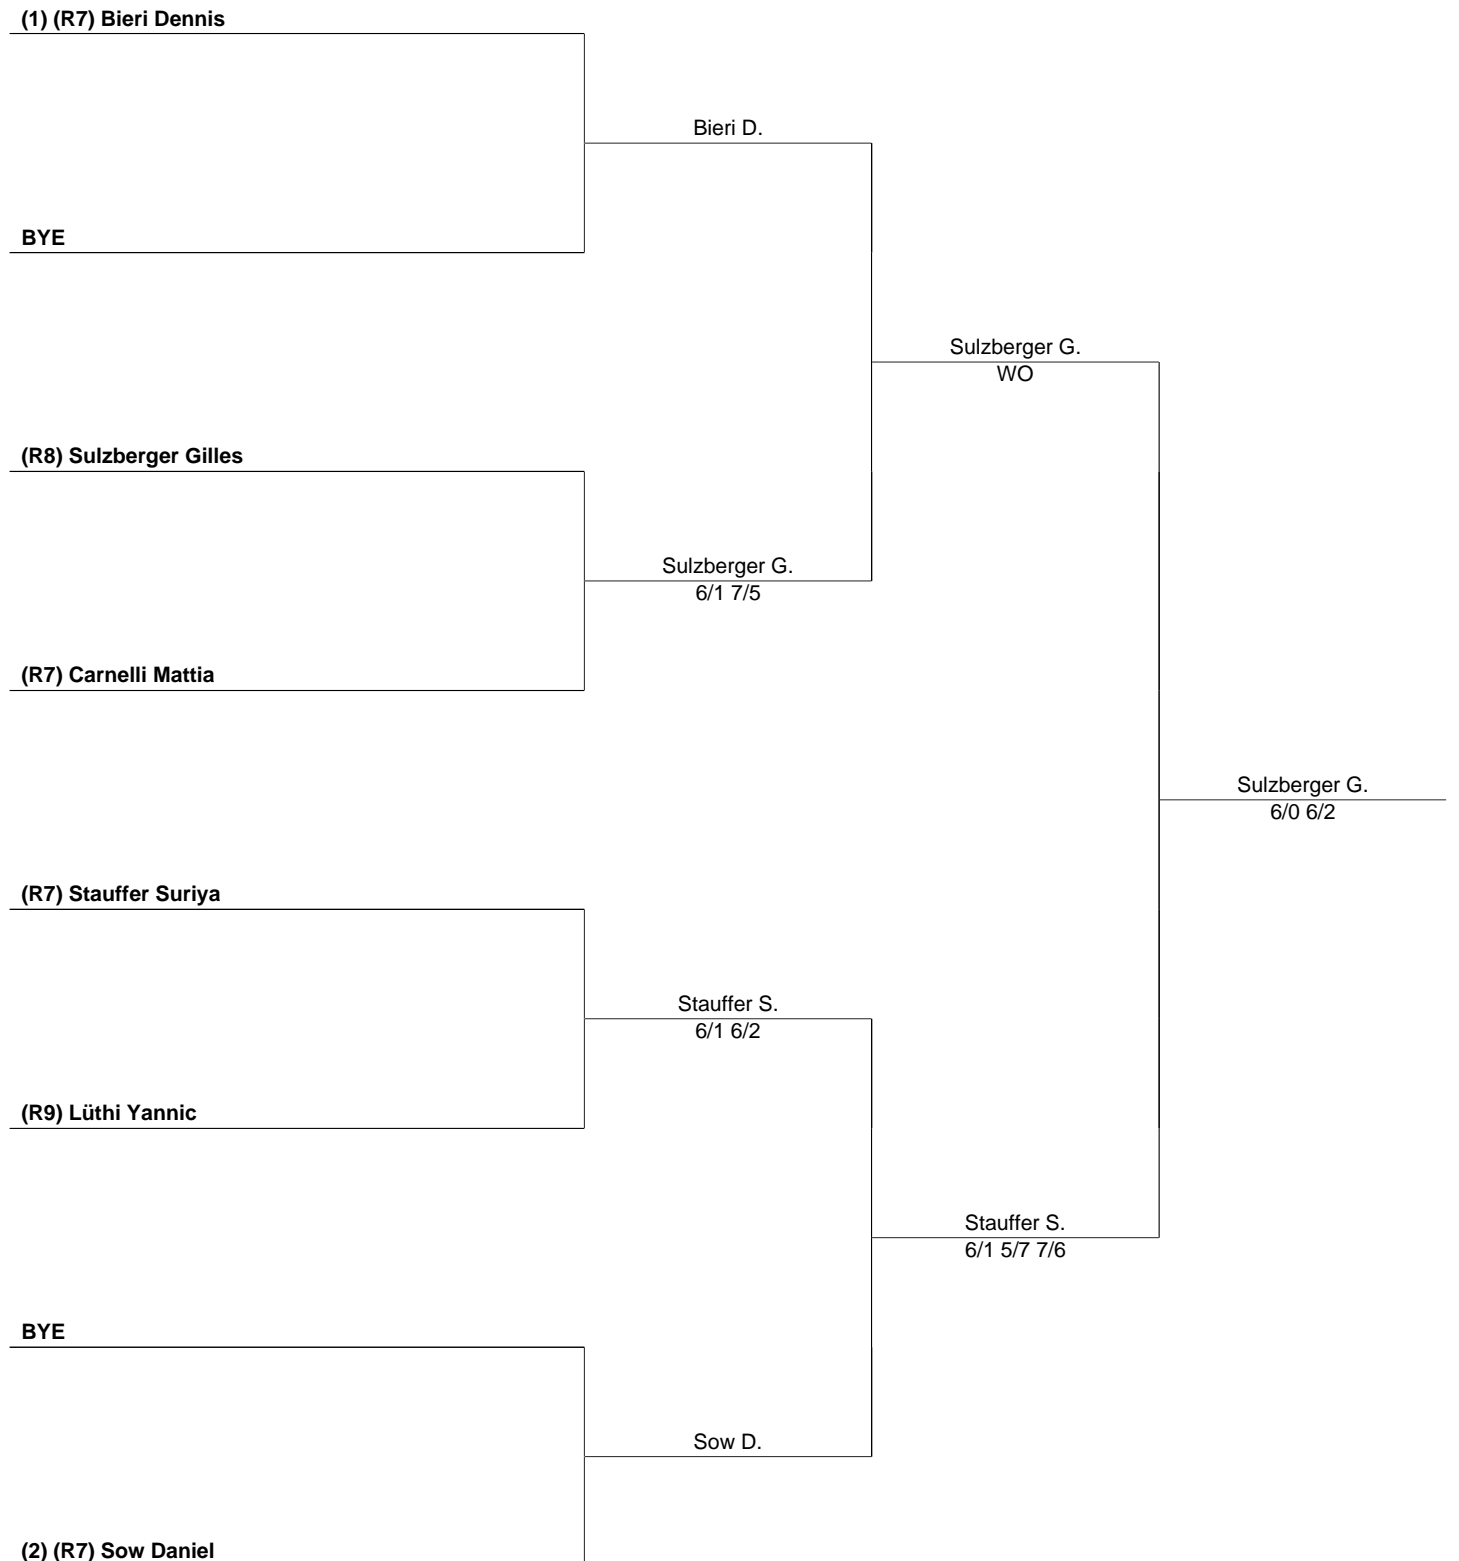 (1) (R7) Bieri Dennis
Bieri D.
BYE
Sulzberger G.
WO
(R8) Sulzberger Gilles
Sulzberger G.
6/1 7/5
(R7) Carnelli Mattia
Sulzberger G.
6/0 6/2
(R7) Stauffer Suriya
Stauffer S.
6/1 6/2
(R9) Lüthi Yannic
Stauffer S.
6/1 5/7 7/6
BYE
Sow D.
(2) (R7) Sow Daniel